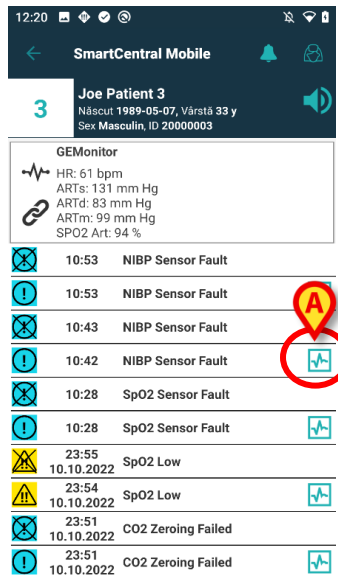 12:20
SmartCentral Mobile
3
Joe Patient 3
Născut 1989-05-07, Vârstă 33 y
Sex Masculin, ID 20000003
GEMonitor
HR: 61 bpm
ARTs: 131 mm Hg
ARTd: 83 mm Hg
ARTm: 99 mm Hg
SPO2 Art: 94 %
10:53 NIBP Sensor Fault
10:53 NIBP Sensor Fault
A
10:43 NIBP Sensor Fault
10:42 NIBP Sensor Fault
10:28 SpO2 Sensor Fault
10:28 SpO2 Sensor Fault
23:55
10.10.2022 SpO2 Low
23:54
10.10.2022 SpO2 Low
23:51
10.10.2022 CO2 Zeroing Failed
23:51
10.10.2022 CO2 Zeroing Failed